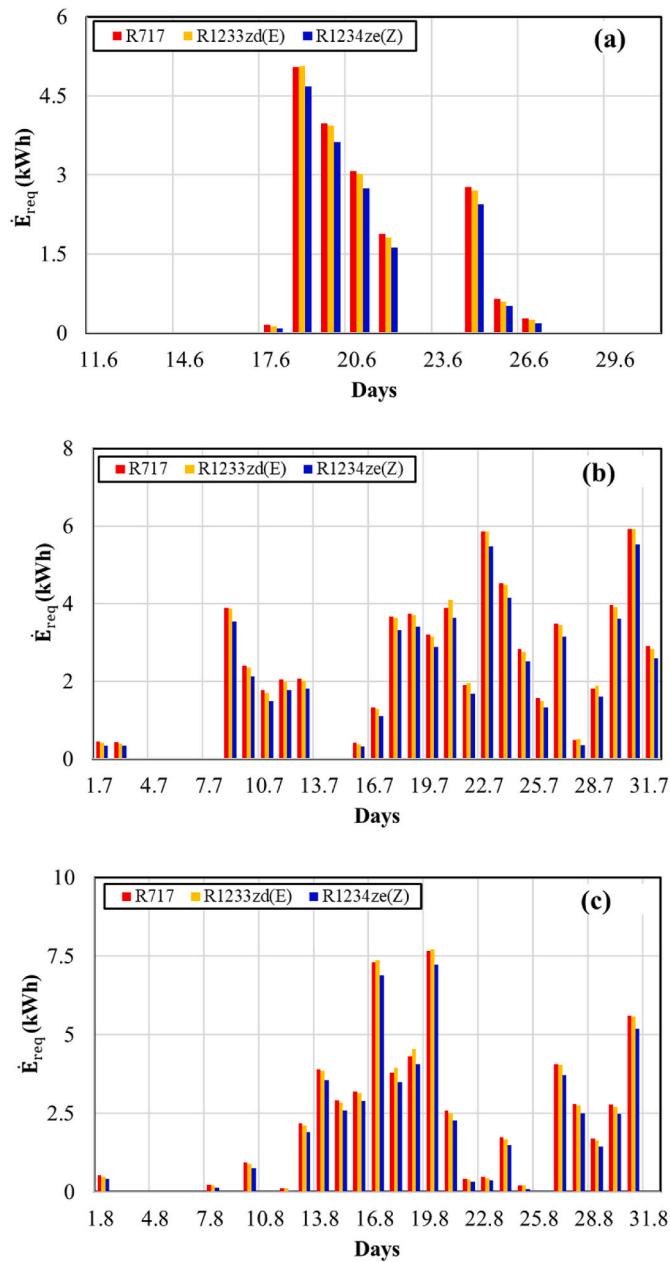 6
R717 R1233zd(E) R1234ze(Z)
(a)
4.5
3
1.5
0
Ė_req (kWh)
11.6 14.6 17.6 20.6 23.6 26.6 29.6
Days
8
R717 R1233zd(E) R1234ze(Z)
(b)
6
4
2
0
Ė_req (kWh)
1.7 4.7 7.7 10.7 13.7 16.7 19.7 22.7 25.7 28.7 31.7
Days
10
R717 R1233zd(E) R1234ze(Z)
(c)
7.5
5
2.5
0
Ė_req (kWh)
1.8 4.8 7.8 10.8 13.8 16.8 19.8 22.8 25.8 28.8 31.8
Days